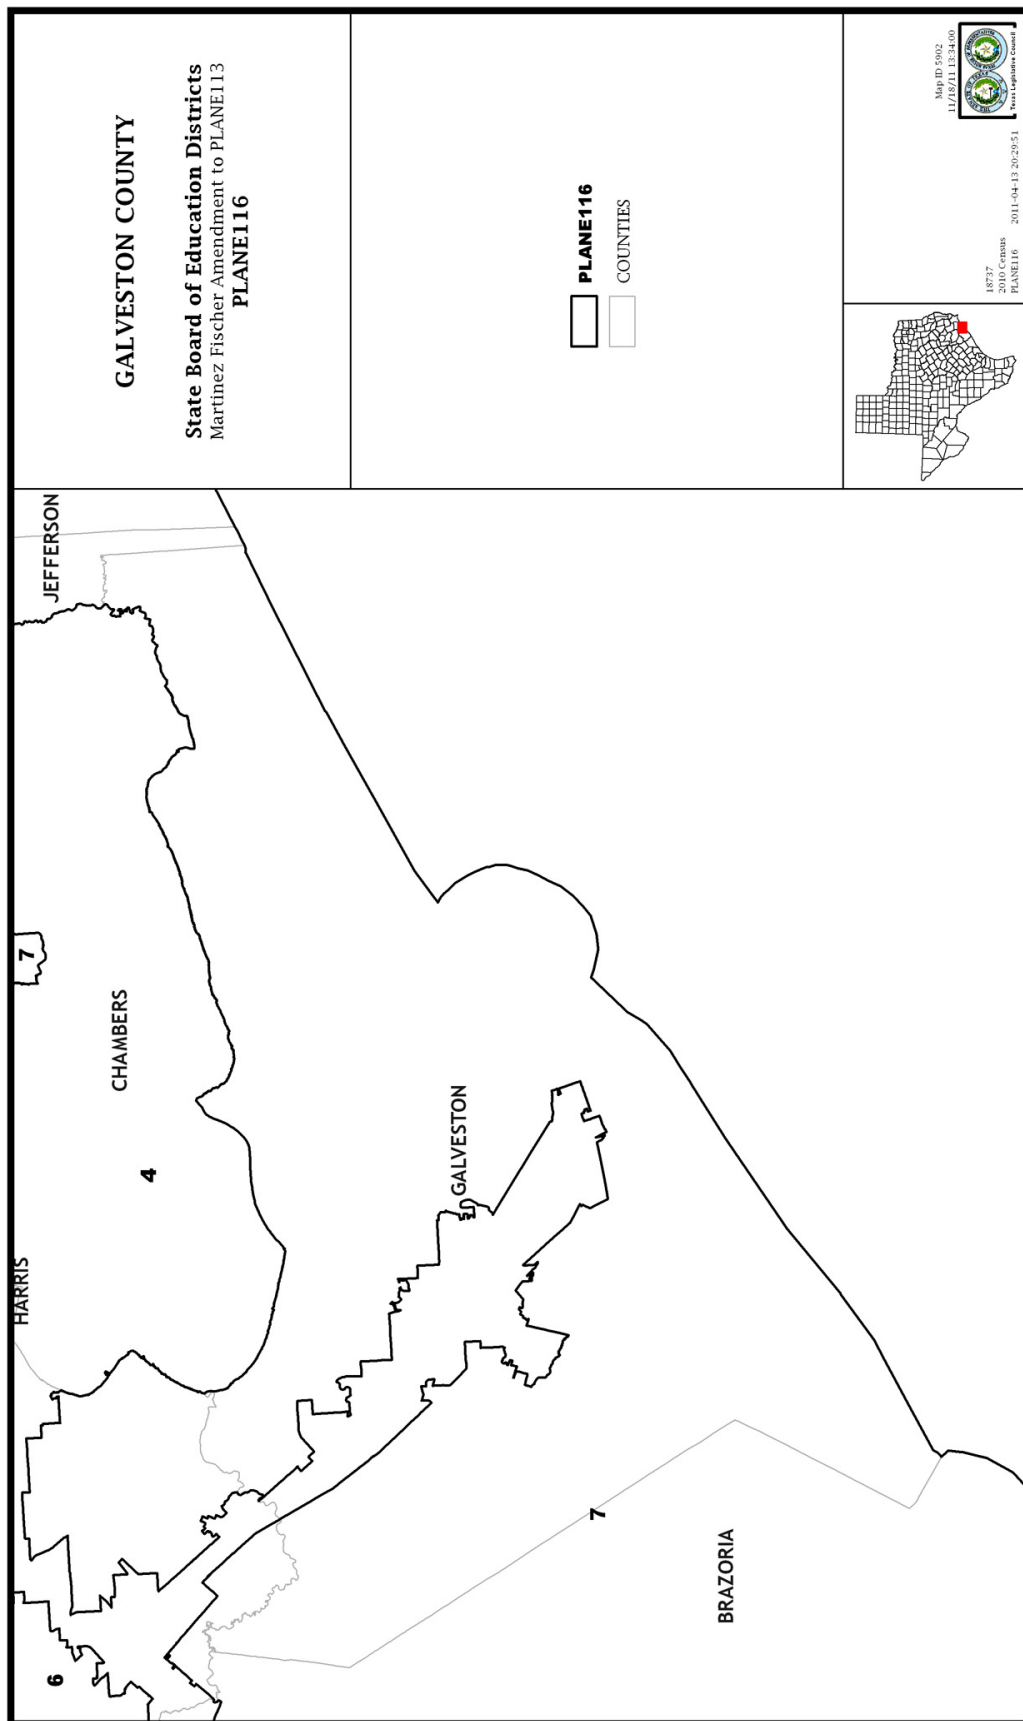 GALVESTON COUNTY
State Board of Education Districts
Martinez Fischer Amendment to PLANE113
PLANE116
PLANE116
COUNTIES
Map ID 5902
11/18/11 13:34:00
Texas Legislative Council
18737
2010 Census
PLANE116 2011-04-13 20:29:51
JEFFERSON
7
CHAMBERS
4
HARRIS
GALVESTON
7
BRAZORIA
6